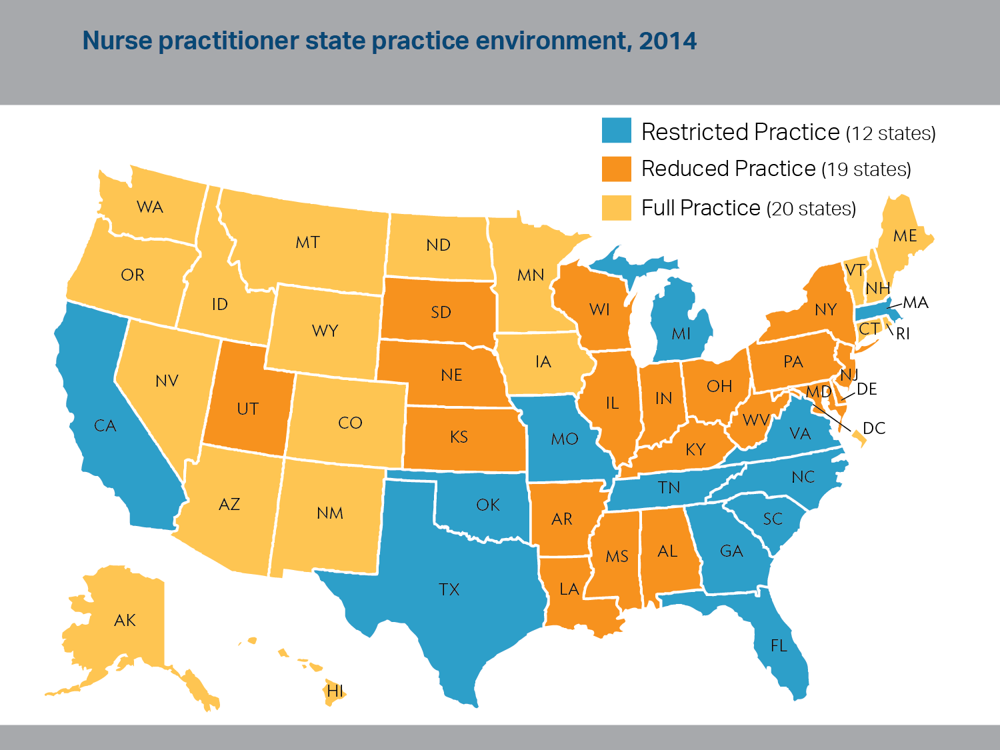 Nurse practitioner state practice environment, 2014
Restricted Practice (12 states)
Reduced Practice (19 states)
Full Practice (20 states)
WA
MT
ND
ME
OR
MN
VT
NH
ID
SD
WI
NY
MA
WY
MI
CT
RI
IA
PA
NV
NE
NJ
UT
OH
MD
DE
CO
IL
IN
CA
KS
MO
WV
VA
DC
KY
NC
AZ
NM
OK
TN
AR
SC
MS
AL
GA
TX
LA
AK
FL
HI